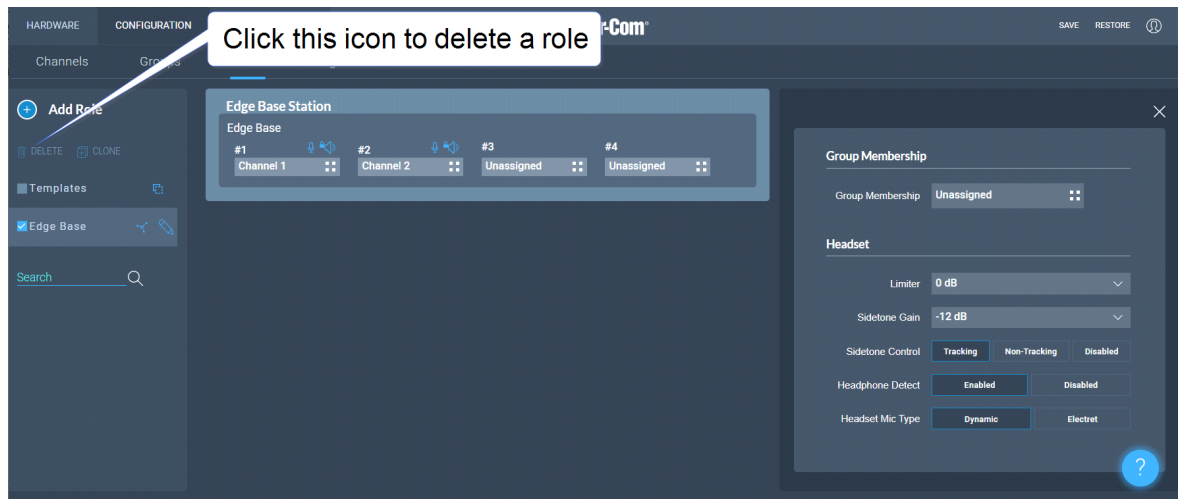 HARDWARE CONFIGURATION SAVE RESTORE
Click this icon to delete a role
Channels
Add Role
DELETE CLONE
Templates
Edge Base
Search
Edge Base Station
Edge Base
#1 #2 #3 #4
Channel 1 Channel 2 Unassigned Unassigned
Group Membership
Group Membership Unassigned
Headset
Limiter 0 dB
Sidetone Gain -12 dB
Sidetone Control Tracking Non-Tracking Disabled
Headphone Detect Enabled Disabled
Headset Mic Type Dynamic Electret
?